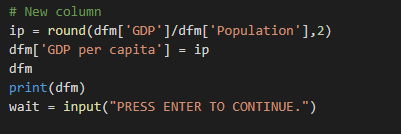 # New column
ip = round(dfm['GDP']/dfm['Population'],2)
dfm['GDP per capita'] = ip
dfm
print(dfm)
wait = input("PRESS ENTER TO CONTINUE.")